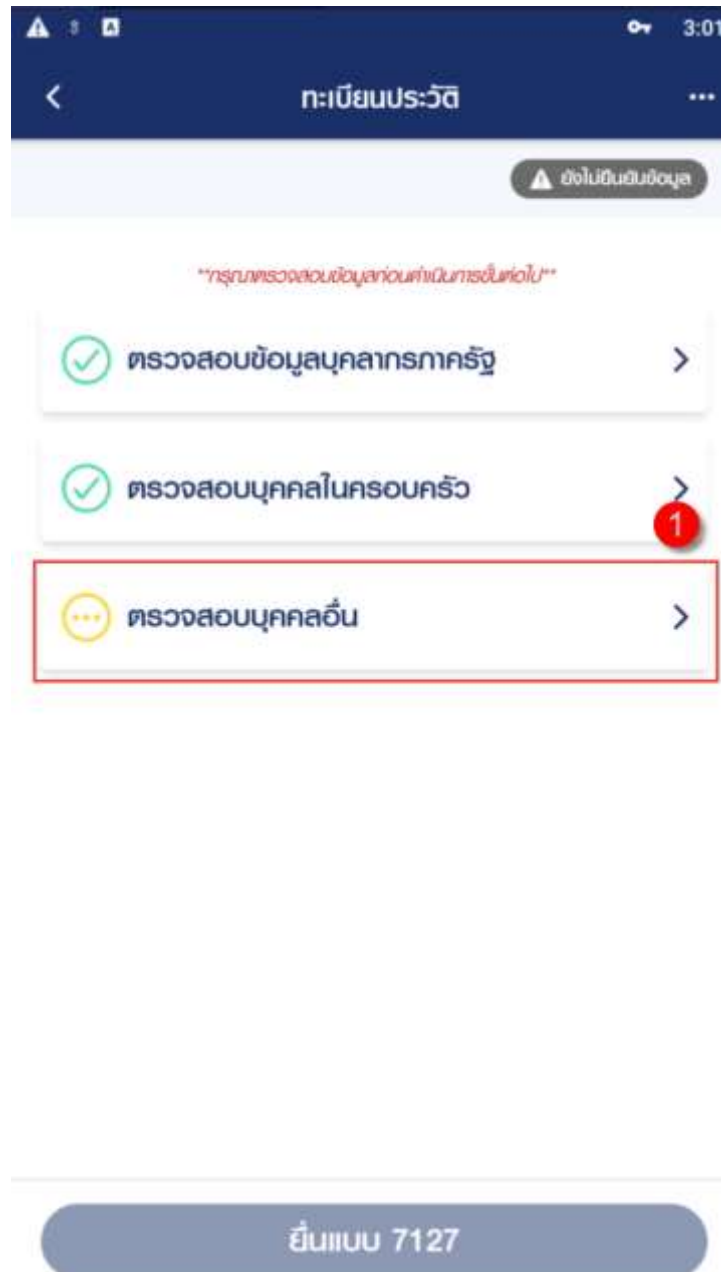 3:01
ทะเบียนประวัติ
ยังไม่ยืนยันข้อมูล
**กรุณาตรวจสอบข้อมูลก่อนดำเนินการขั้นต่อไป**
ตรวจสอบข้อมูลบุคลากรภาครัฐ
ตรวจสอบบุคคลในครอบครัว
1
ตรวจสอบบุคคลอื่น
ยื่นแบบ 7127